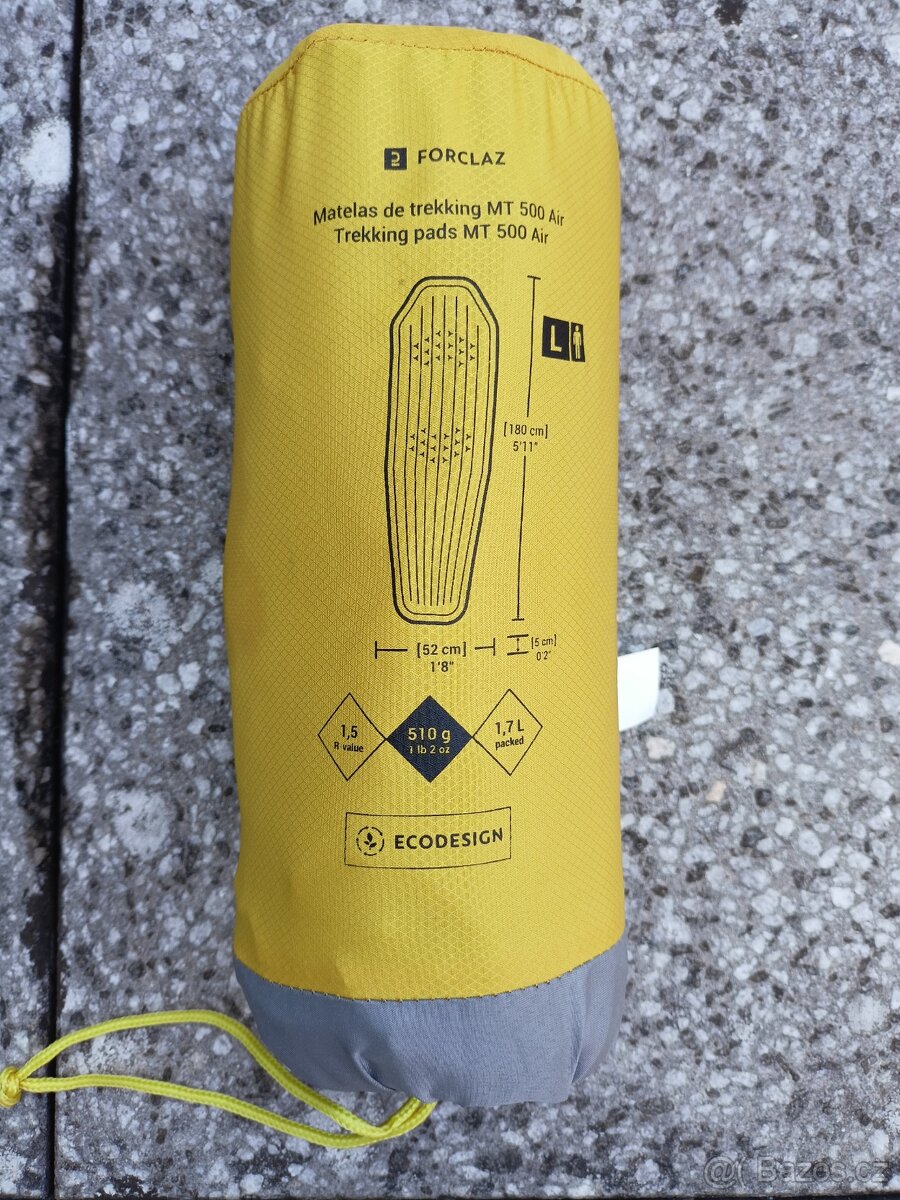 FORCLAZ
Matelas de trekking MT 500 Air
Trekking pads MT 500 Air
L
[180 cm]
5'11"
[52 cm]
1'8"
[5 cm]
0'2"
1,5
R value
510 g
1 lb 2 oz
1,7 L
packed
ECODESIGN
@ Bazos.cz